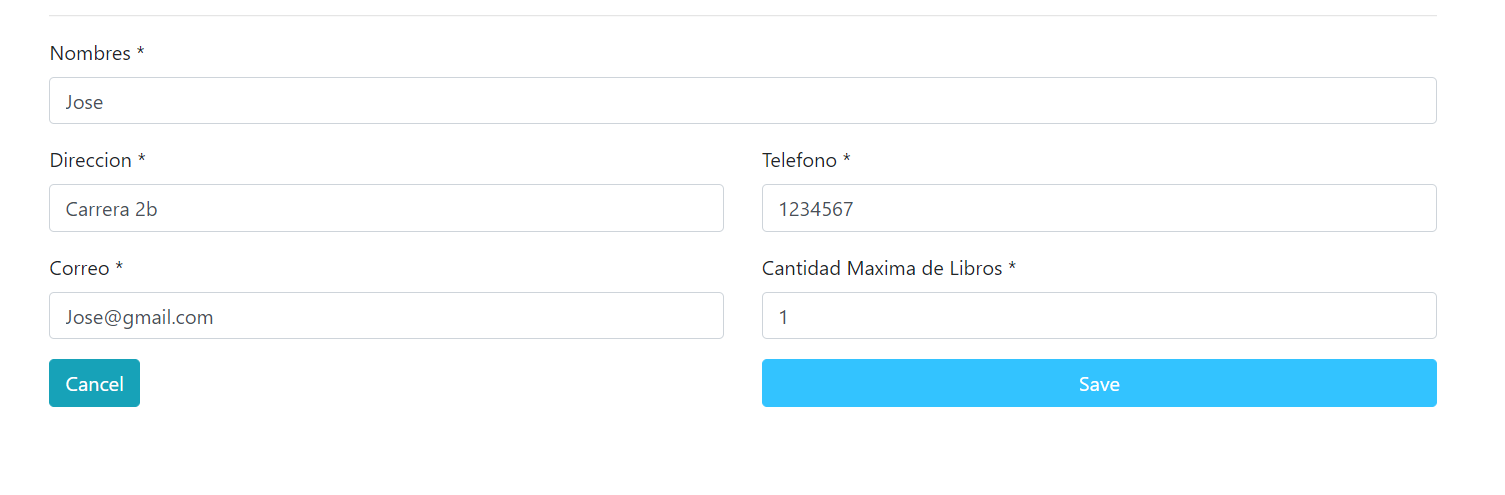 Nombres *
Jose
Direccion *
Telefono *
Carrera 2b
1234567
Correo *
Cantidad Maxima de Libros *
Jose@gmail.com
1
Cancel
Save